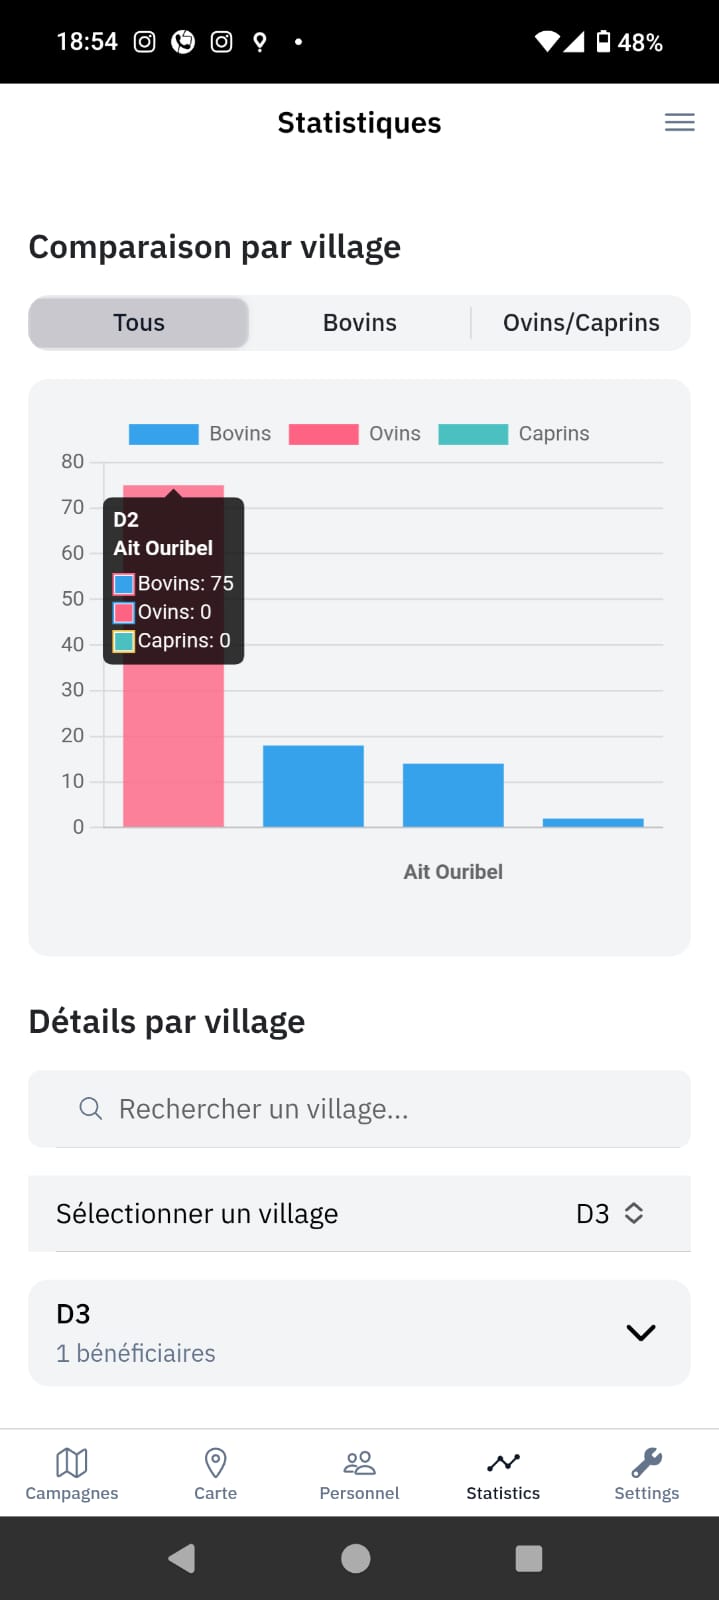 18:54
48%
Statistiques
Comparaison par village
Tous Bovins Ovins/Caprins
Bovins Ovins Caprins
80
70
60
50
40
30
20
10
0
D2
Ait Ouribel
Bovins: 75
Ovins: 0
Caprins: 0
Ait Ouribel
Détails par village
Rechercher un village...
Sélectionner un village D3
D3
1 bénéficiaires
Campagnes Carte Personnel Statistics Settings